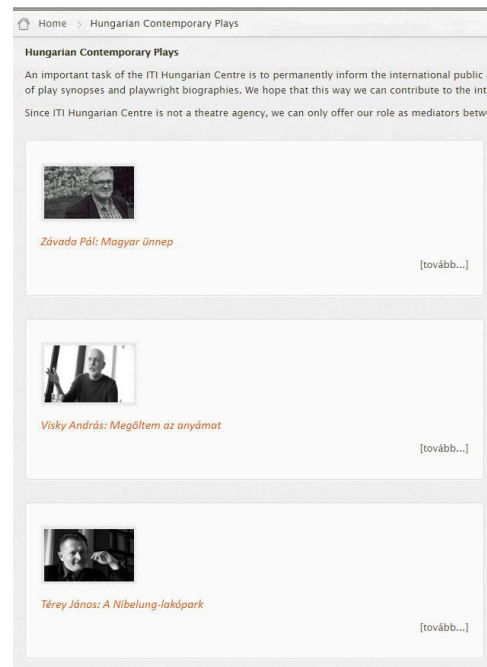 Home > Hungarian Contemporary Plays
Hungarian Contemporary Plays
An important task of the ITI Hungarian Centre is to permanently inform the international public
of play synopses and playwright biographies. We hope that this way we can contribute to the int
Since ITI Hungarian Centre is not a theatre agency, we can only offer our role as mediators betw
Závada Pál: Magyar ünnep
[tovább...]
Visky András: Megöltem az anyámat
[tovább...]
Térey János: A Nibelung-lakópark
[tovább...]